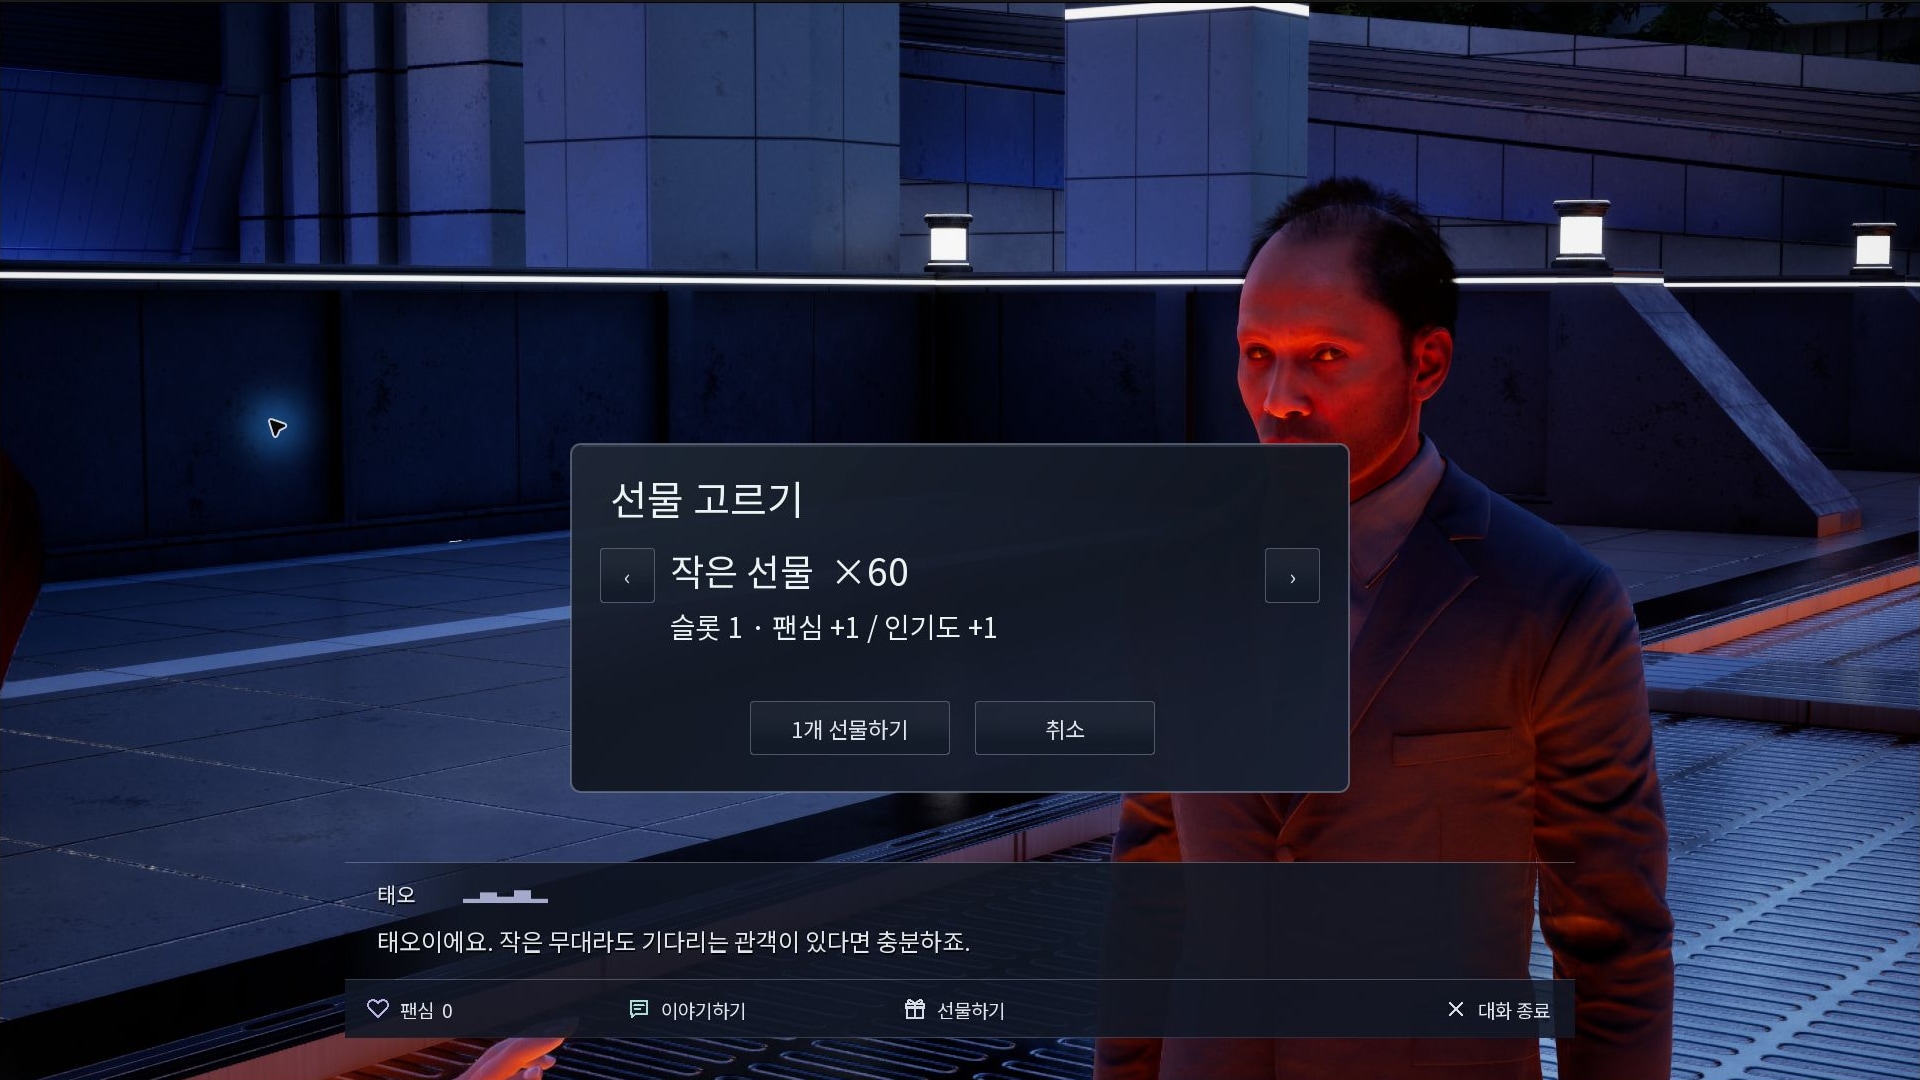 선물 고르기
‹ 작은 선물 ×60 ›
슬롯 1 · 팬심 +1 / 인기도 +1
1개 선물하기 취소
태오
태오이에요. 작은 무대라도 기다리는 관객이 있다면 충분하죠.
팬심 0 이야기하기 선물하기 대화 종료